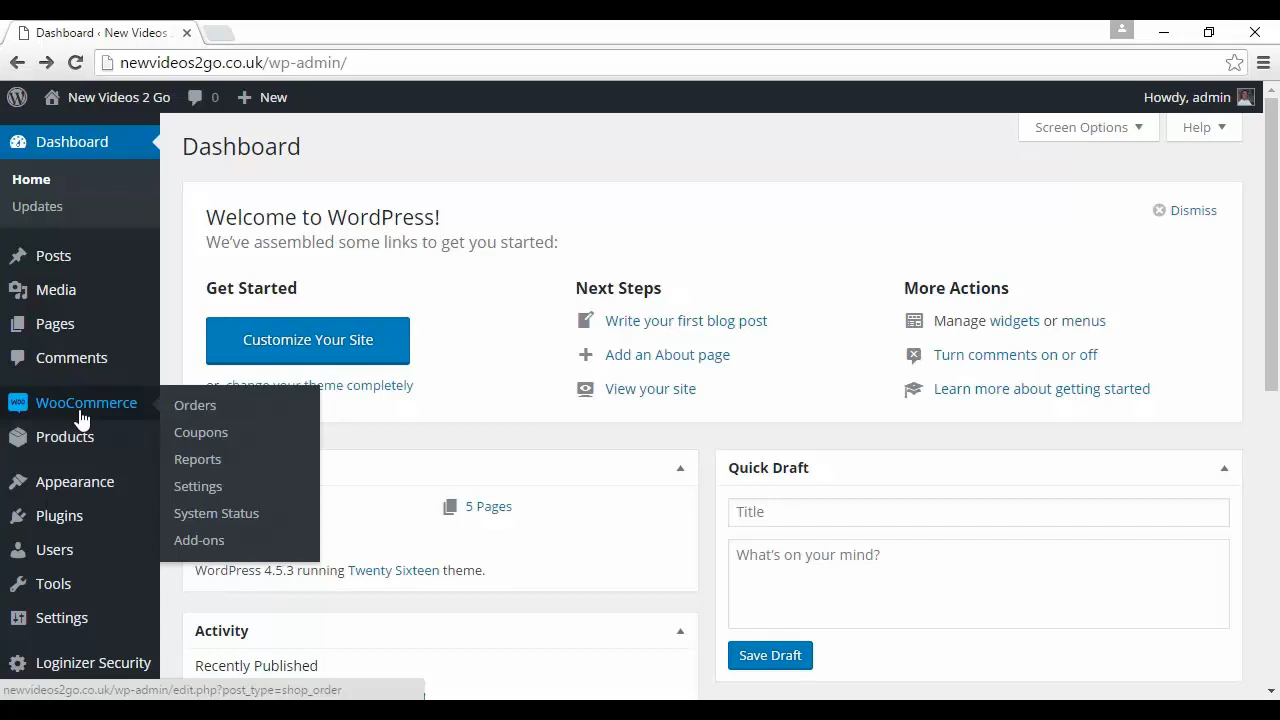 Dashboard ‹ New Videos
newvideos2go.co.uk/wp-admin/
New Videos 2 Go
0
New
Howdy, admin
Dashboard
Home
Updates
Posts
Media
Pages
Comments
WooCommerce
Products
Appearance
Plugins
Users
Tools
Settings
Loginizer Security
Orders
Coupons
Reports
Settings
System Status
Add-ons
Dashboard
Screen Options
Help
Welcome to WordPress!
We've assembled some links to get you started:
Dismiss
Get Started
Customize Your Site
or, change your theme completely
Next Steps
Write your first blog post
Add an About page
View your site
More Actions
Manage widgets or menus
Turn comments on or off
Learn more about getting started
5 Pages
WordPress 4.5.3 running Twenty Sixteen theme.
Activity
Recently Published
Quick Draft
Title
What's on your mind?
Save Draft
newvideos2go.co.uk/wp-admin/edit.php?post_type=shop_order